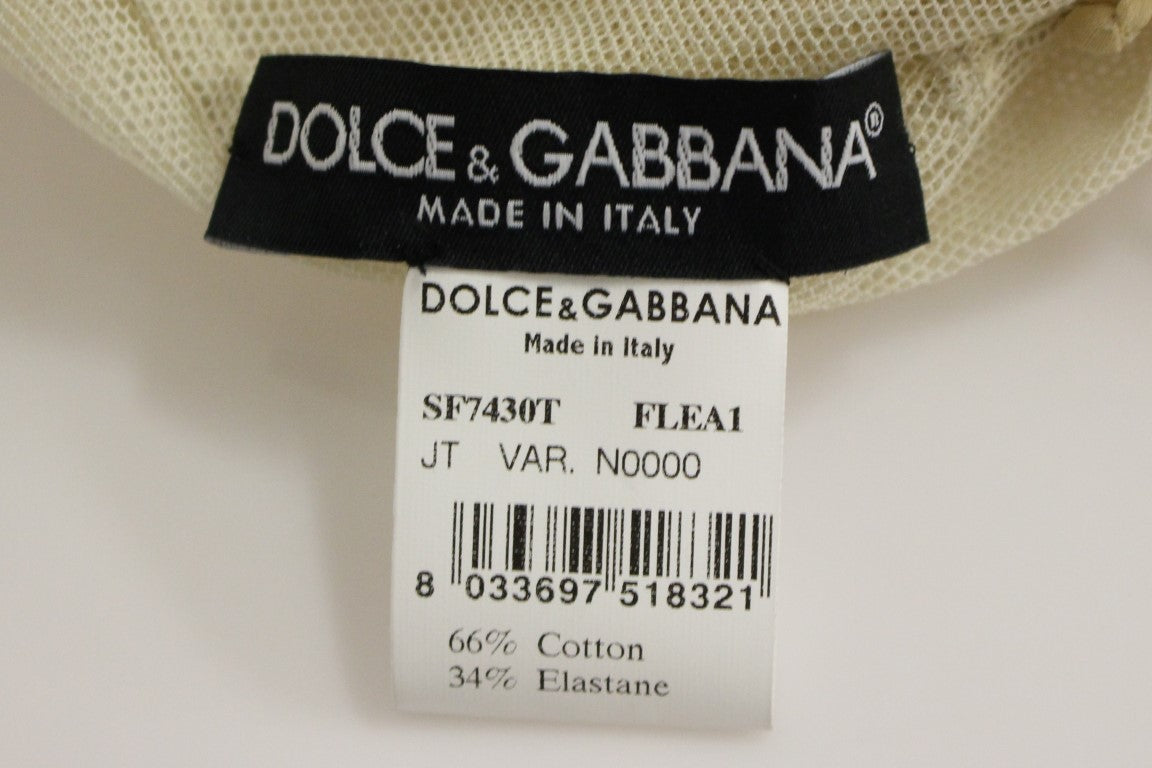 DOLCE & GABBANA®
MADE IN ITALY
DOLCE&GABBANA
Made in Italy
SF7430T FLEA1
JT VAR. N0000
8 033697 518321
66% Cotton
34% Elastane